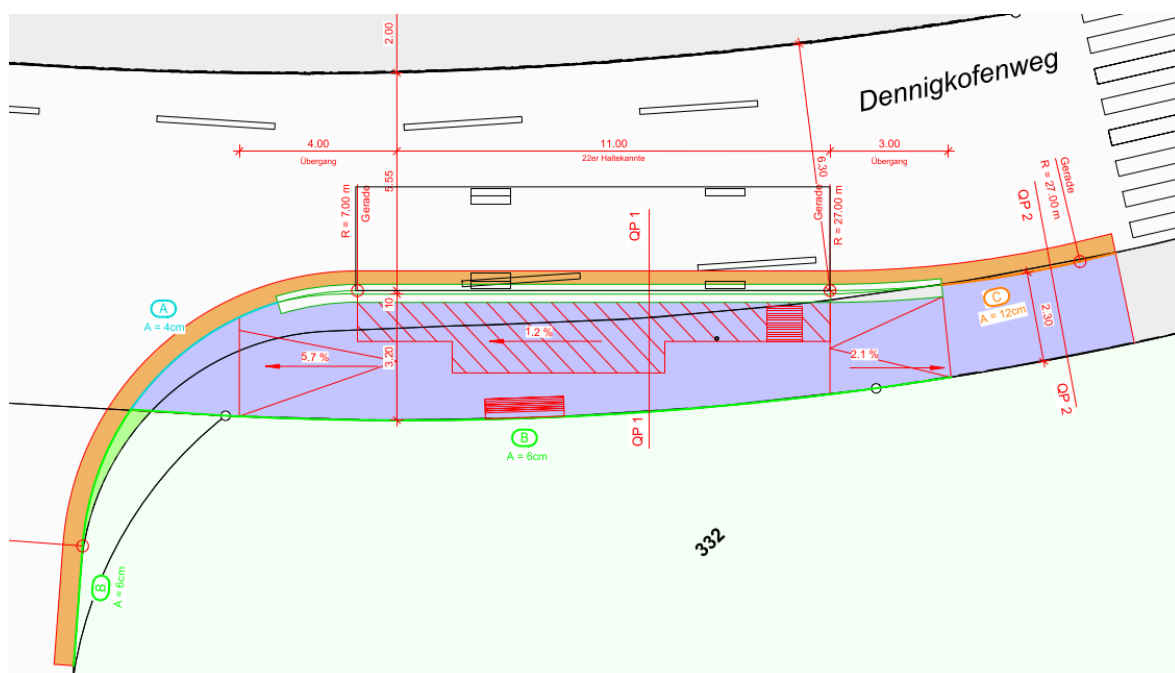 2.00
Dennigkofenweg
4.00
11.00
3.00
Übergang
22er Haltekannte
Übergang
6.30
5.55
R = 7.00 m
Gerade
QP 1
Gerade
R = 27.00 m
Gerade
R = 27.00 m
QP 2
A
A = 4cm
10
C
A = 12cm
2.30
1.2 %
5.7 %
3.20
2.1 %
QP 2
QP 1
B
A = 6cm
332
B
A = 6cm